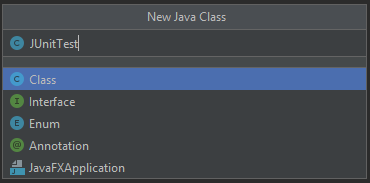 New Java Class
C JUnitTest
C Class
I Interface
E Enum
@ Annotation
JavaFXApplication